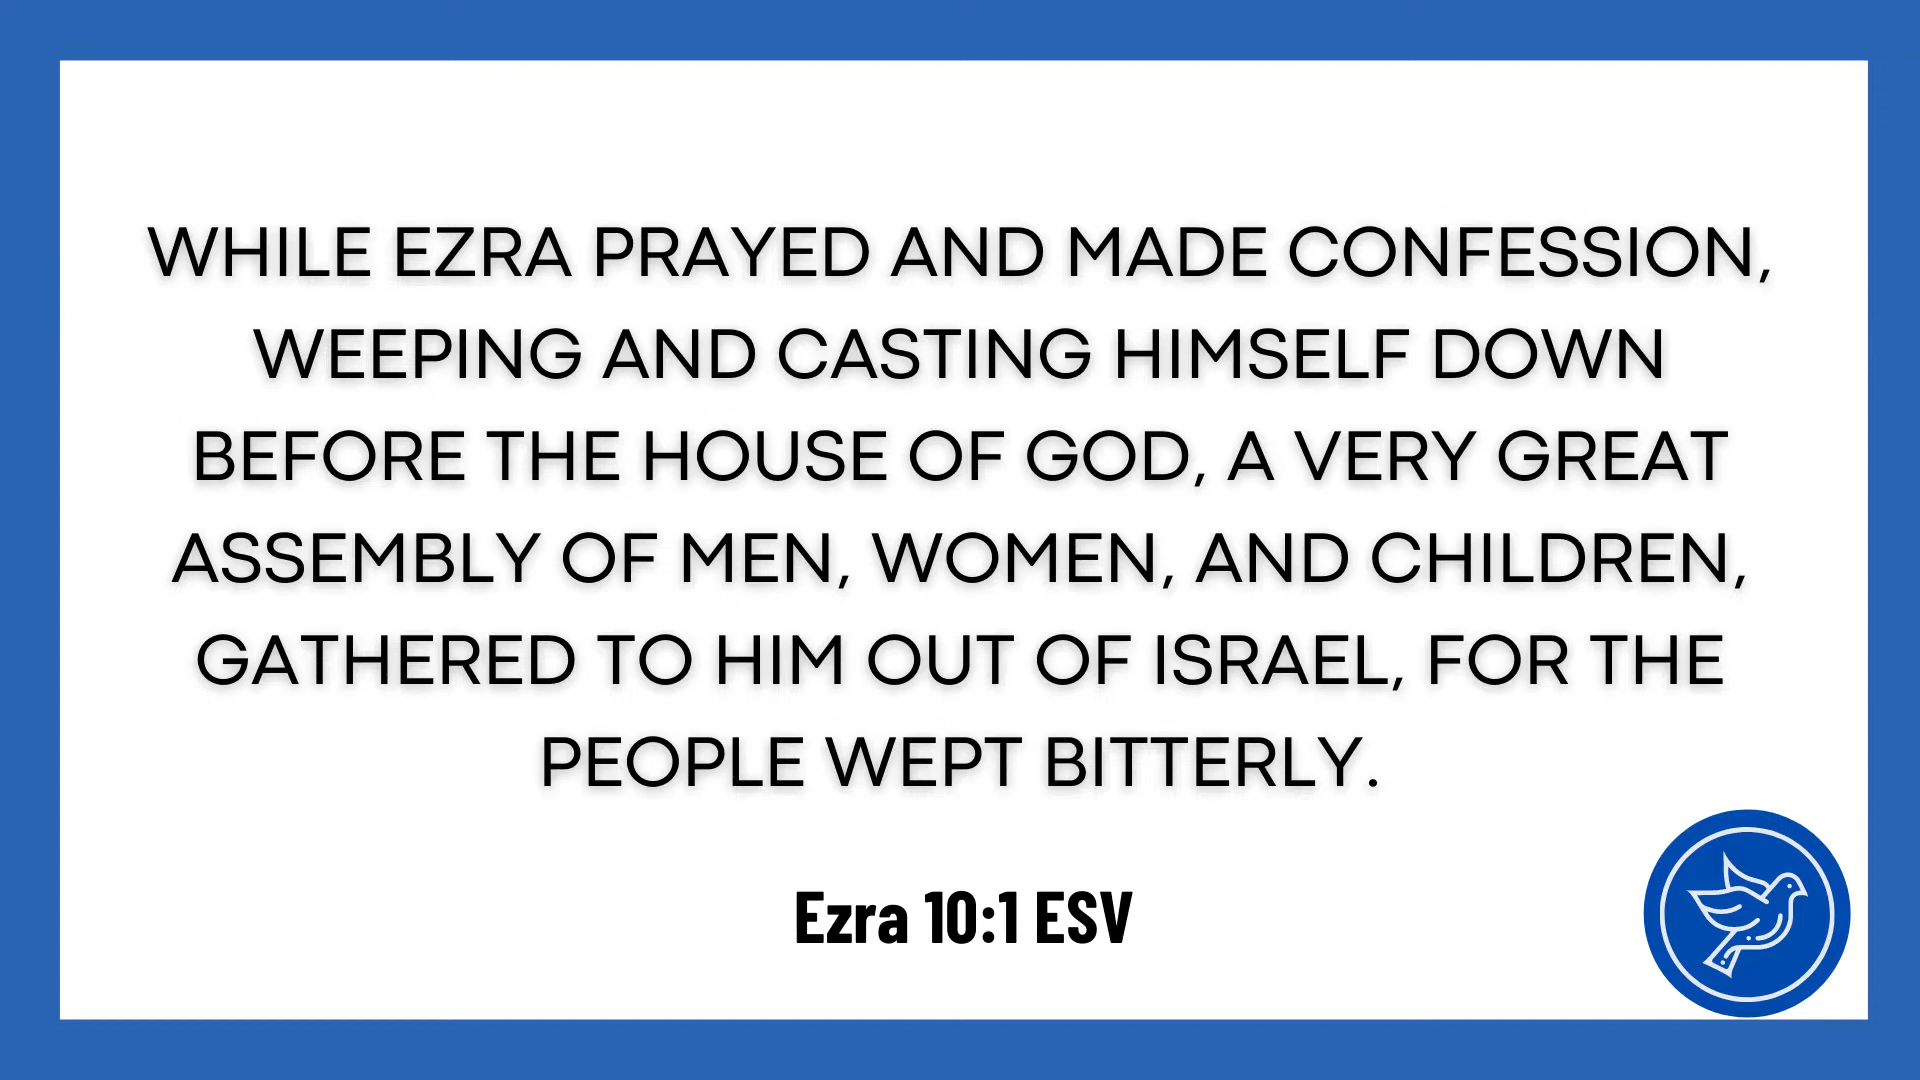 WHILE EZRA PRAYED AND MADE CONFESSION,
WEEPING AND CASTING HIMSELF DOWN
BEFORE THE HOUSE OF GOD, A VERY GREAT
ASSEMBLY OF MEN, WOMEN, AND CHILDREN,
GATHERED TO HIM OUT OF ISRAEL, FOR THE
PEOPLE WEPT BITTERLY.
Ezra 10:1 ESV